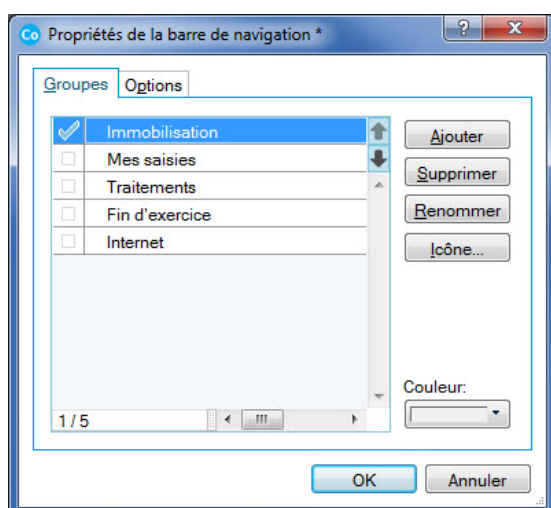 Co Propriétés de la barre de navigation *
Groupes Options
Immobilisation
Mes saisies
Traitements
Fin d'exercice
Internet
1 / 5
Ajouter
Supprimer
Renommer
Icône...
Couleur:
OK Annuler